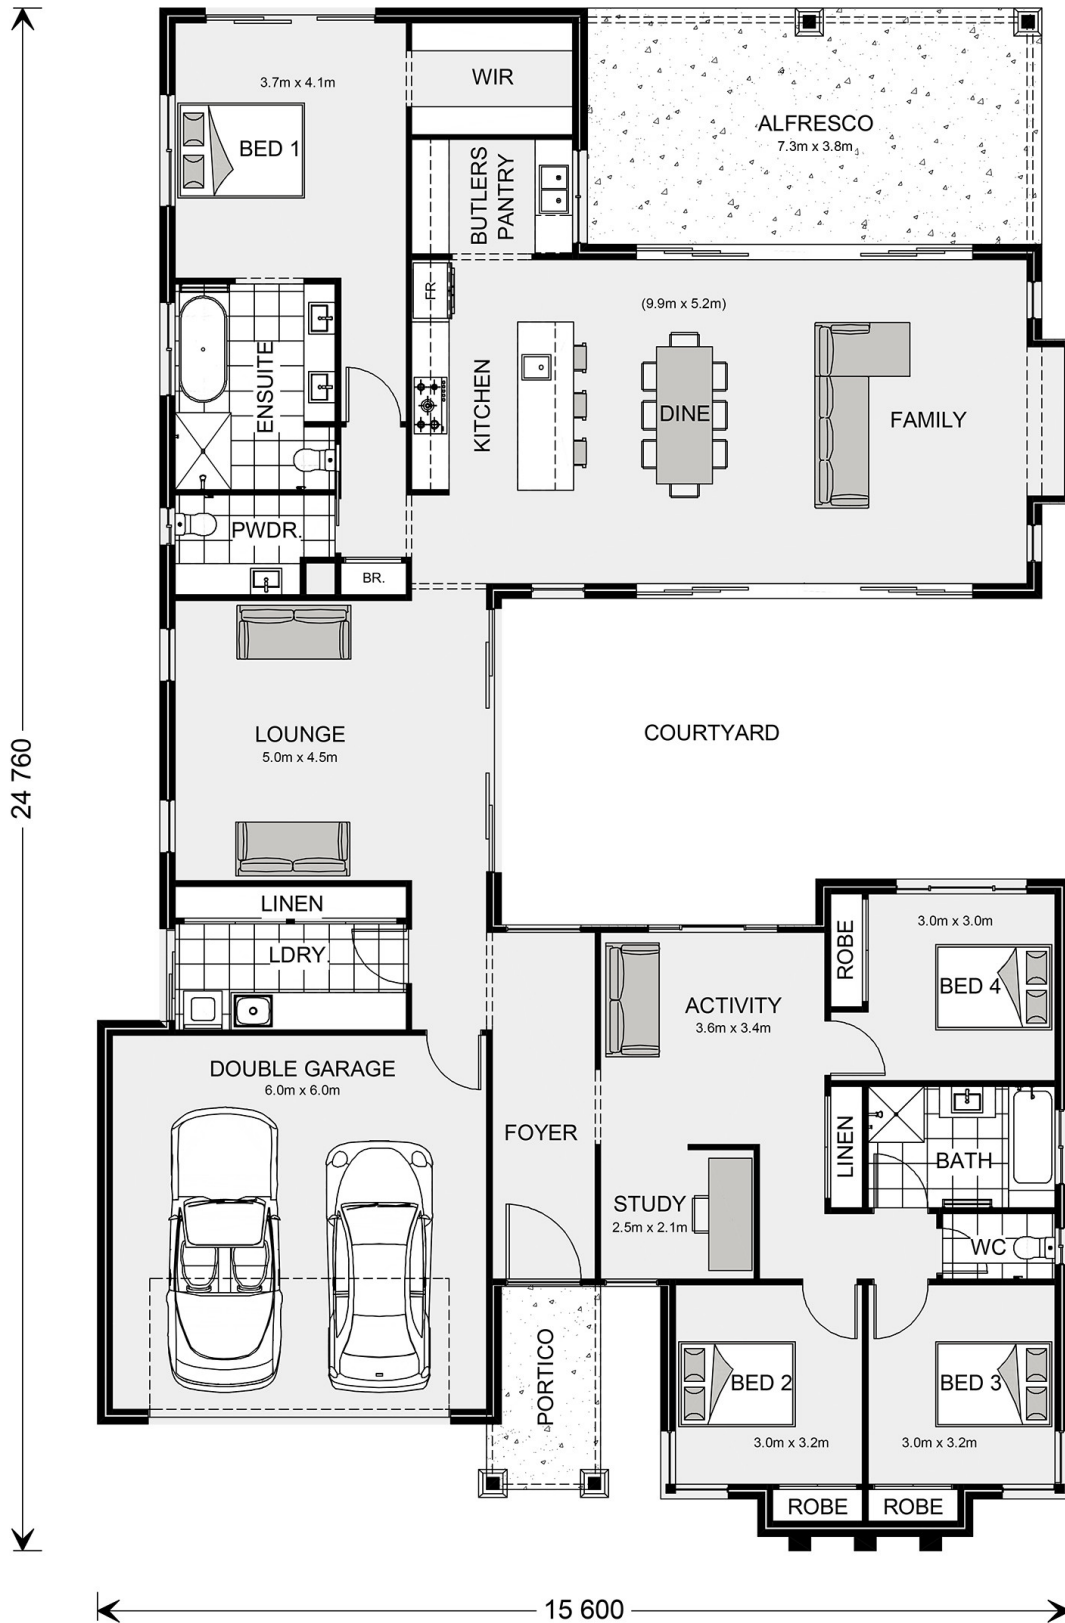 3.7m x 4.1m
BED 1
WIR
ALFRESCO
7.3m x 3.8m
BUTLERS
PANTRY
FR.
(9.9m x 5.2m)
ENSUITE
KITCHEN
DINE
FAMILY
PWDR.
BR.
LOUNGE
5.0m x 4.5m
COURTYARD
24 760
LINEN
LDRY.
ROBE
3.0m x 3.0m
BED 4
ACTIVITY
3.6m x 3.4m
DOUBLE GARAGE
6.0m x 6.0m
FOYER
LINEN
BATH
STUDY
2.5m x 2.1m
WC
PORTICO
BED 2
3.0m x 3.2m
BED 3
3.0m x 3.2m
ROBE
ROBE
15 600